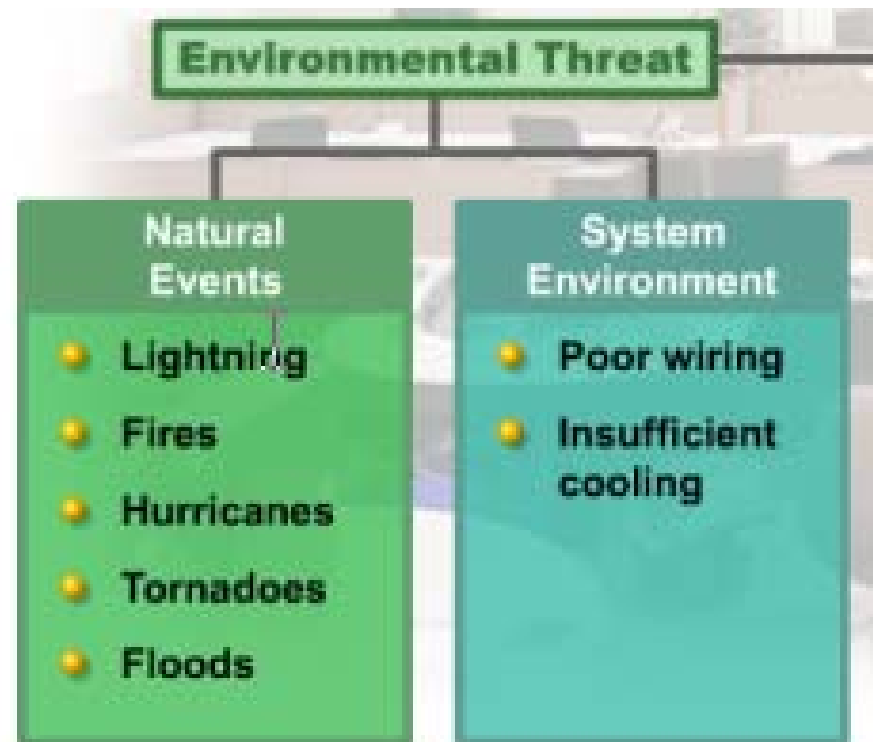 Environmental Threat
Natural
Events
Lightning
Fires
Hurricanes
Tornadoes
Floods
System
Environment
Poor wiring
Insufficient
cooling